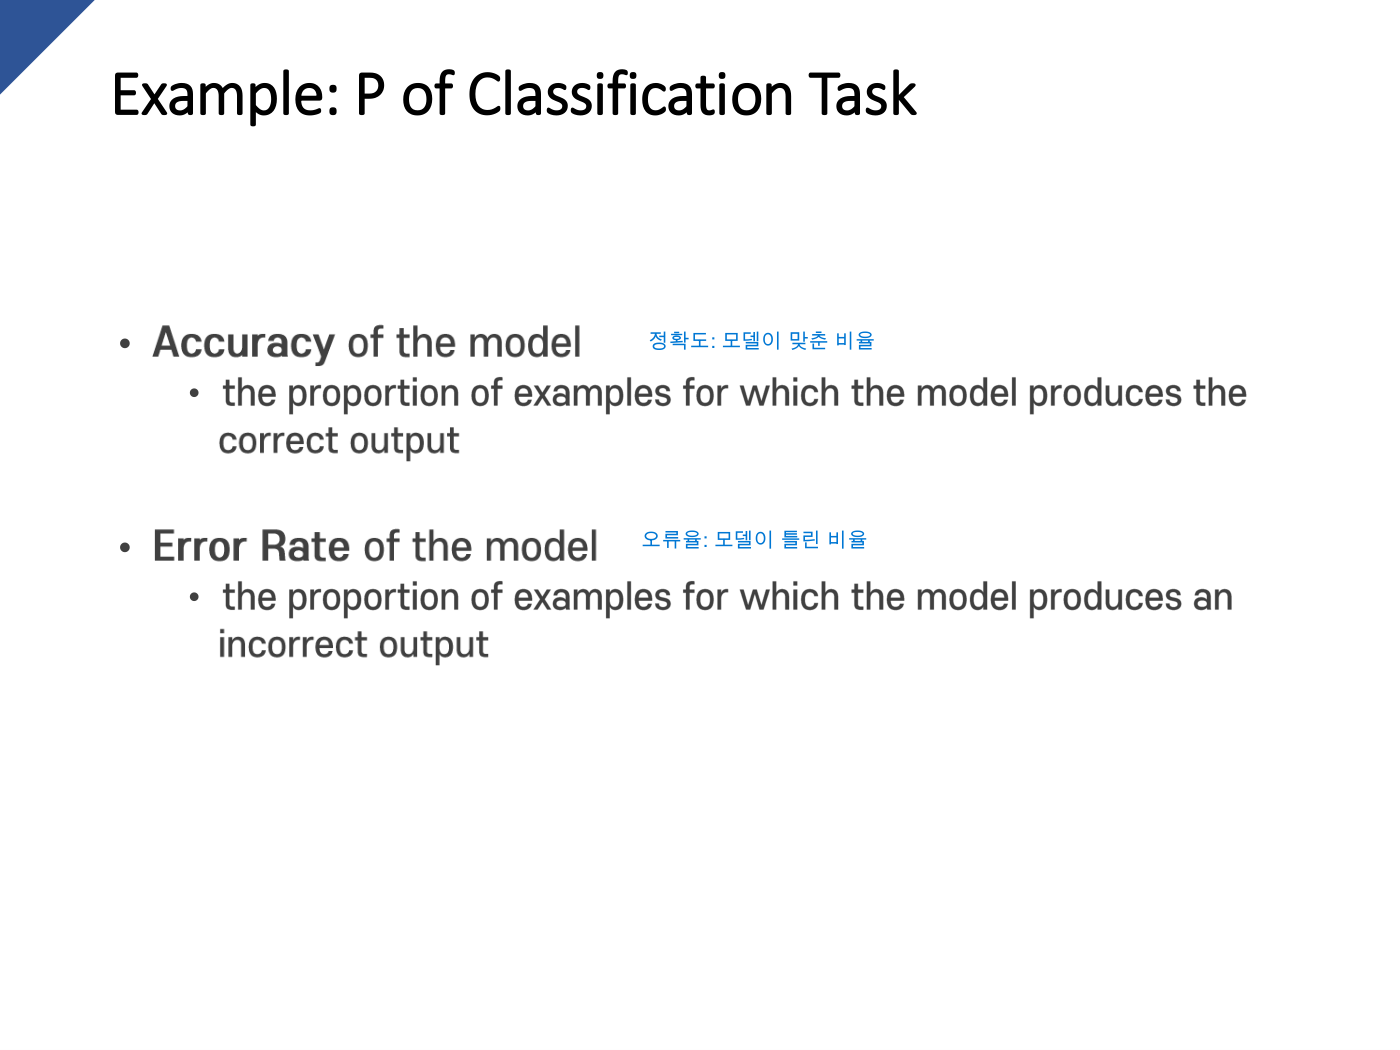 Example: P of Classification Task
• Accuracy of the model 정확도: 모델이 맞춘 비율
• the proportion of examples for which the model produces the
correct output
• Error Rate of the model 오류율: 모델이 틀린 비율
• the proportion of examples for which the model produces an
incorrect output